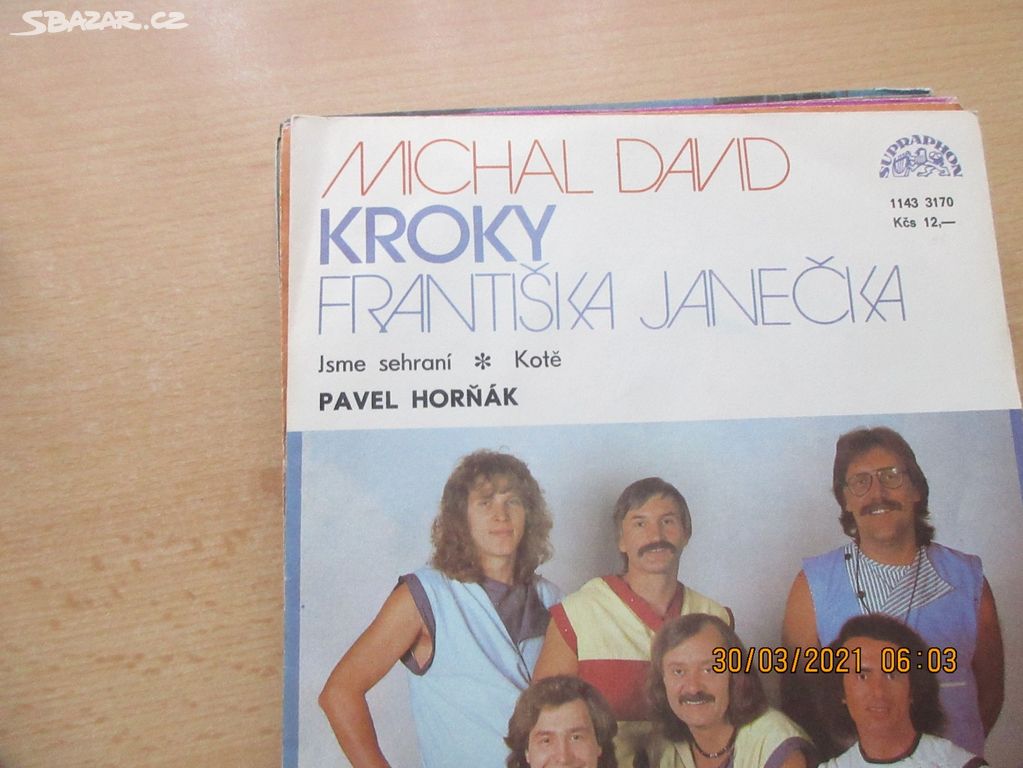 SBAZAR.CZ
MICHAL DAVID
SUPRAPHON
1143 3170
Kčs 12,—
KROKY
FRANTIŠKA JANEČKA
Jsme sehraní * Kotě
PAVEL HORŇÁK
30/03/2021 06:03